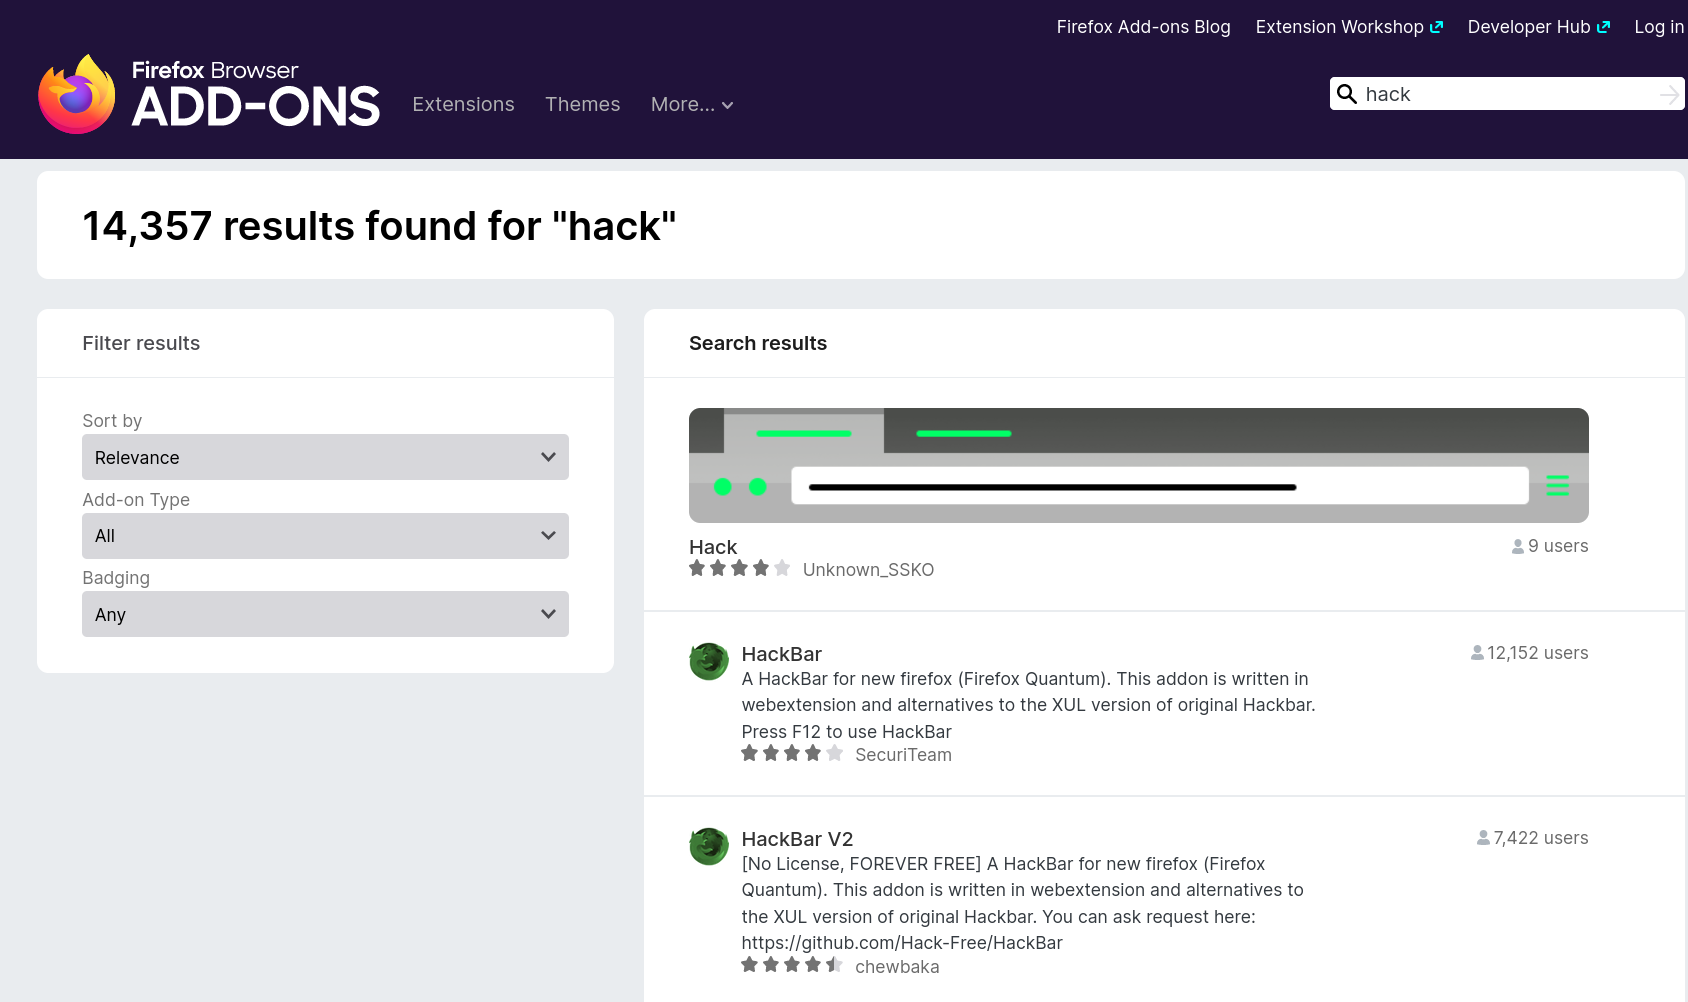 Firefox Add-ons Blog Extension Workshop Developer Hub Log in
Firefox Browser
ADD-ONS
Extensions Themes More...
hack
14,357 results found for "hack"
Filter results
Sort by
Relevance
Add-on Type
All
Badging
Any
Search results
Hack
9 users
Unknown_SSKO
HackBar
12,152 users
A HackBar for new firefox (Firefox Quantum). This addon is written in
webextension and alternatives to the XUL version of original Hackbar.
Press F12 to use HackBar
SecuriTeam
HackBar V2
7,422 users
[No License, FOREVER FREE] A HackBar for new firefox (Firefox
Quantum). This addon is written in webextension and alternatives to
the XUL version of original Hackbar. You can ask request here:
https://github.com/Hack-Free/HackBar
chewbaka